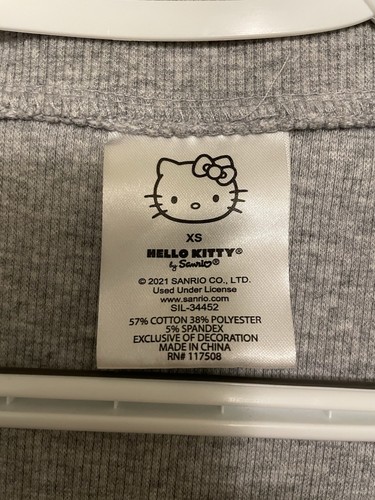 XS
HELLO KITTY®
by Sanrio®
© 2021 SANRIO CO., LTD.
Used Under License
www.sanrio.com
SIL-34452
57% COTTON 38% POLYESTER
5% SPANDEX
EXCLUSIVE OF DECORATION
MADE IN CHINA
RN# 117508